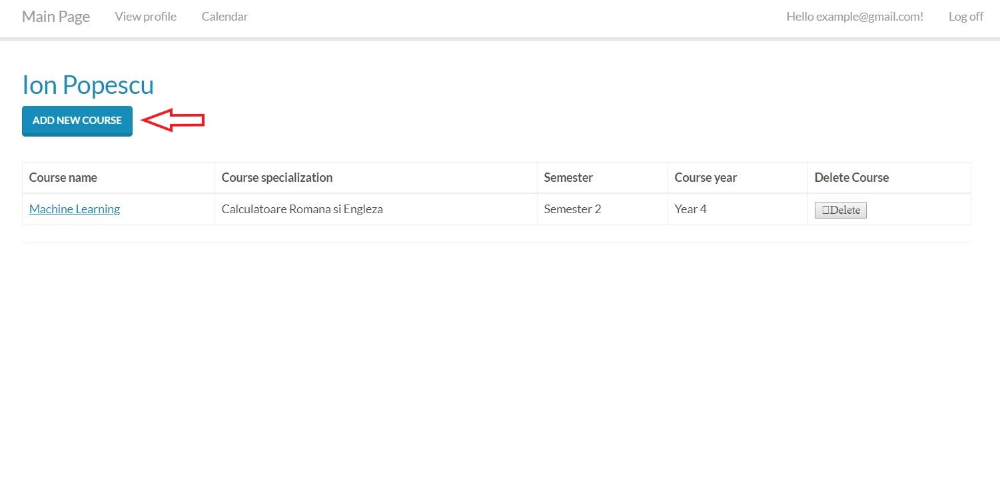 Main Page View profile Calendar Hello example@gmail.com! Log off
Ion Popescu
ADD NEW COURSE
Course name Course specialization Semester Course year Delete Course
Machine Learning Calculatoare Romana si Engleza Semester 2 Year 4 Delete